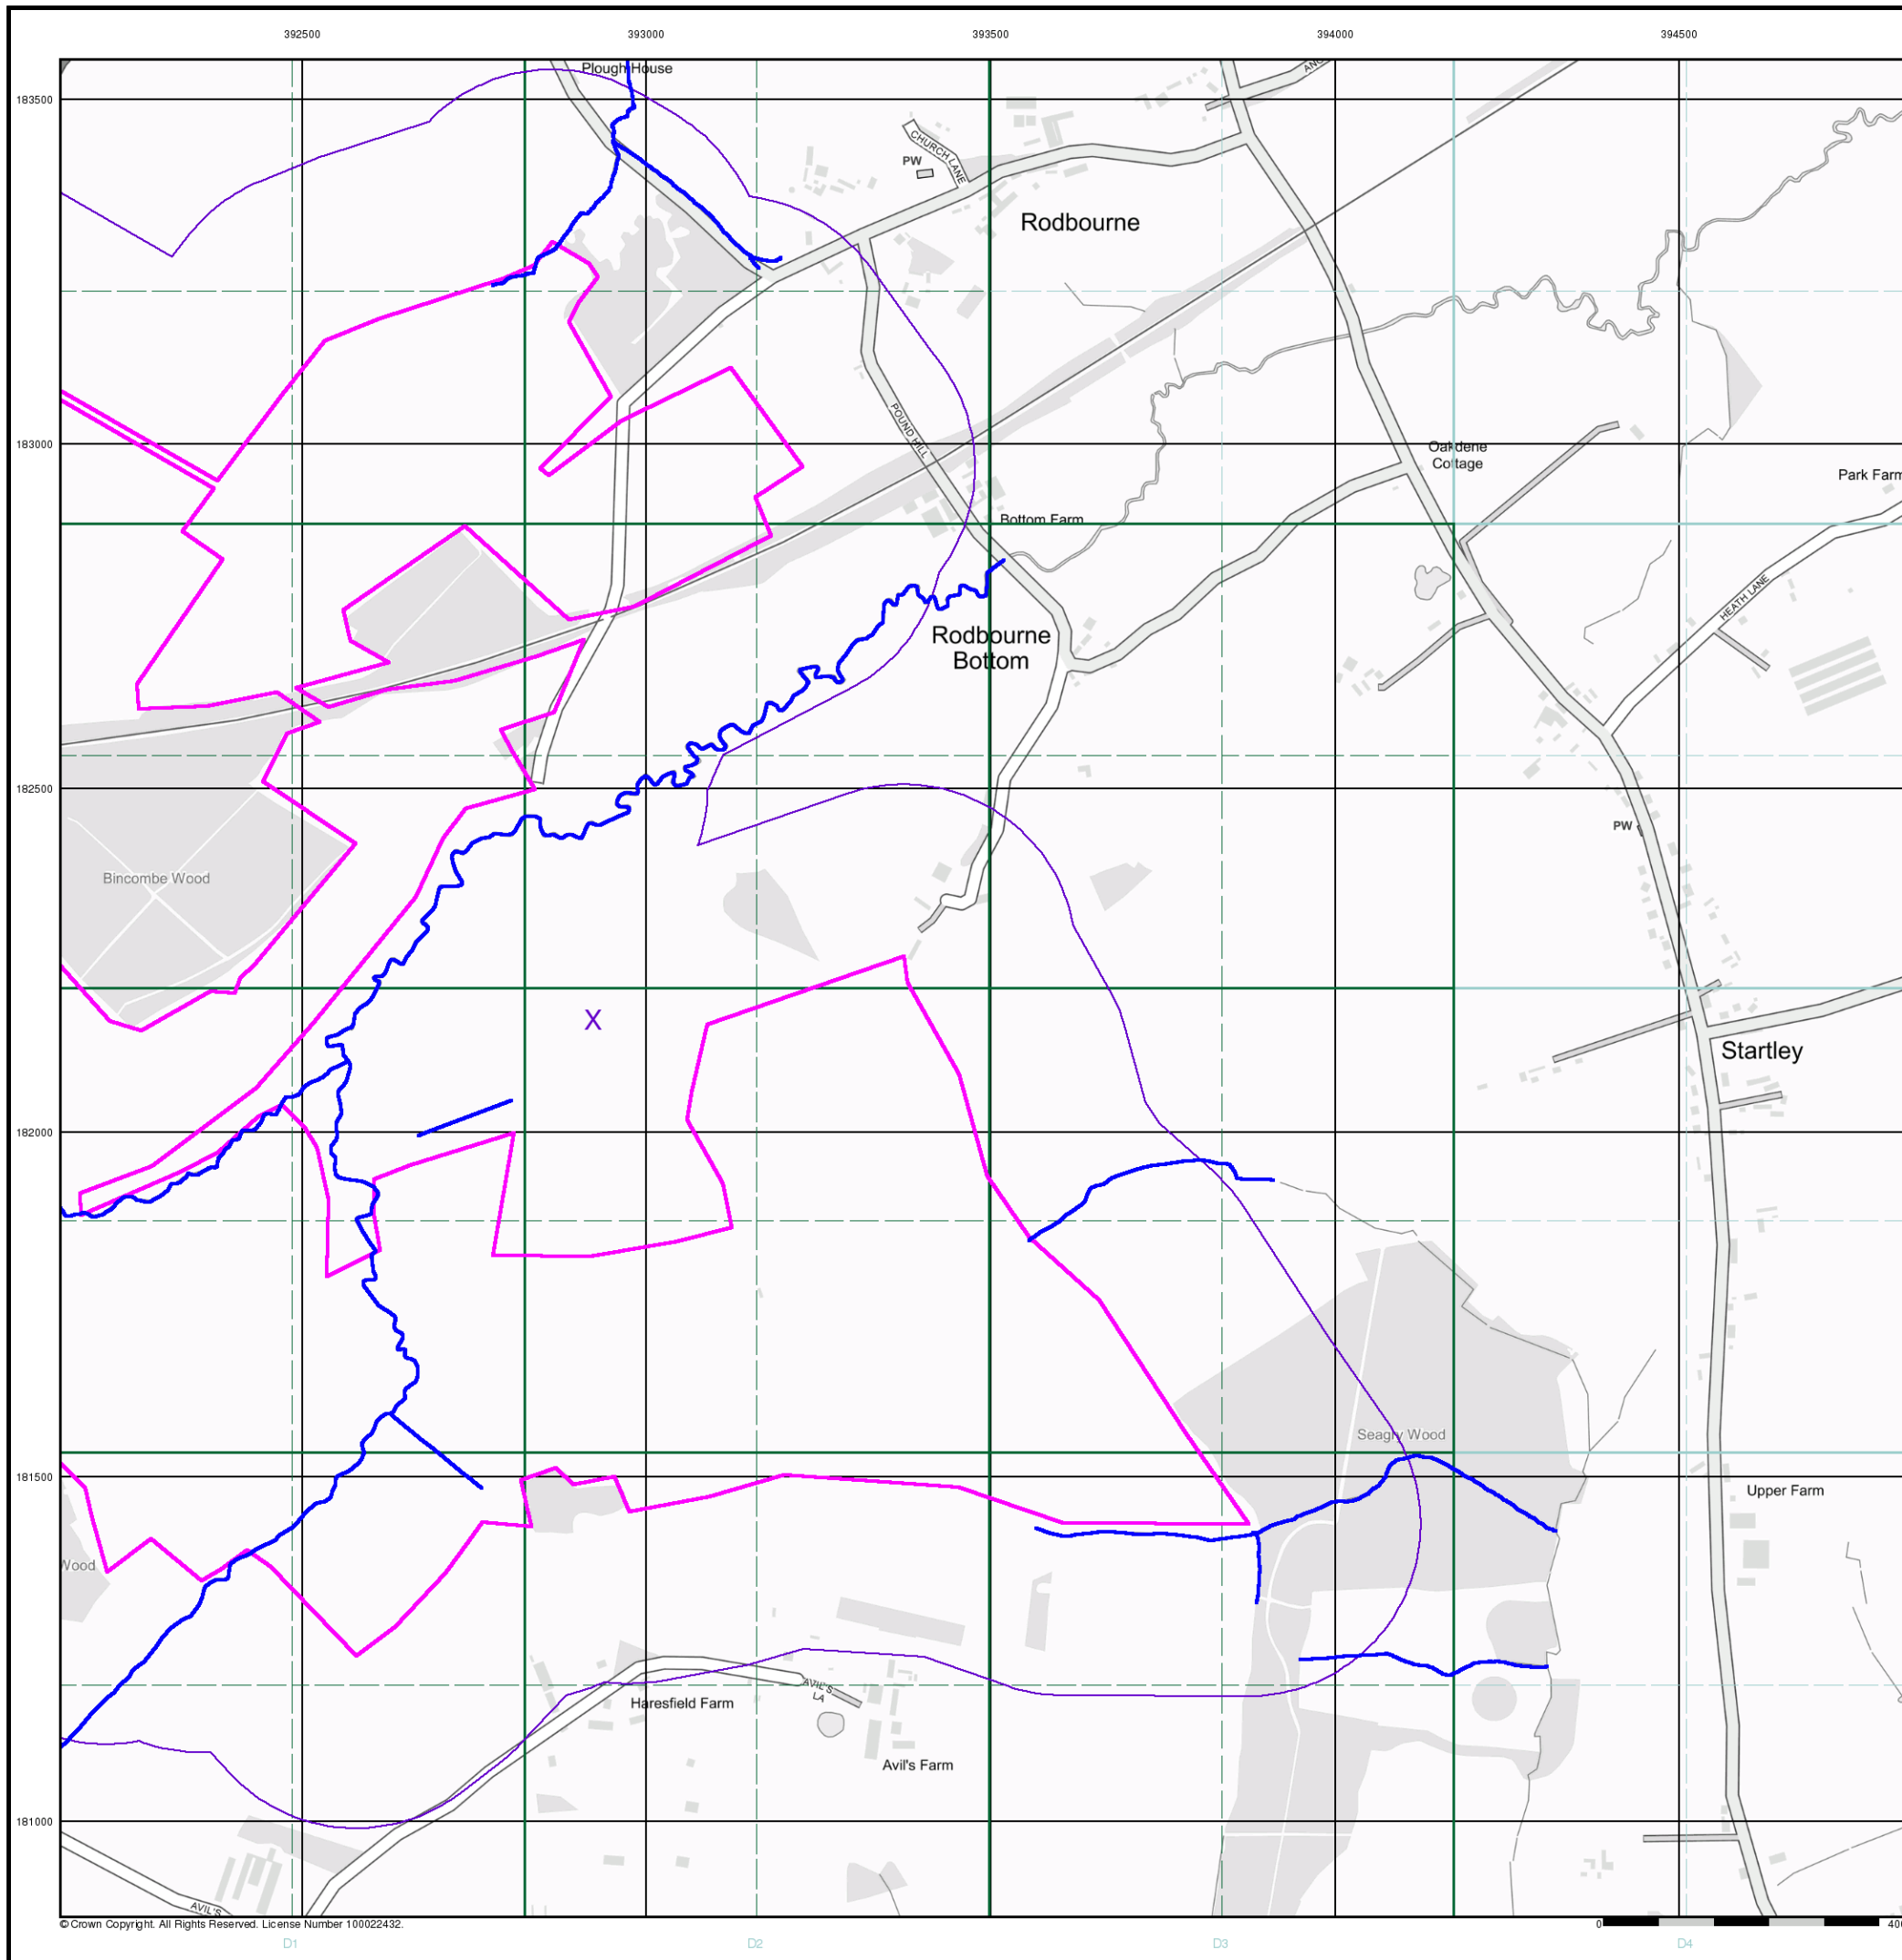 392500 393000 393500 394000 394500
183500
183000
182500
182000
181500
181000
Plough House
CHURCH LANE
PW
Rodbourne
POUND HILL
Oakdene
Cottage
Park Farm
Bottom Farm
HEATH LANE
Rodbourne
Bottom
PW
Bincombe Wood
X
Startley
Seagry Wood
Upper Farm
Wood
AVIL'S
LA
Haresfield Farm
Avil's Farm
AVIL'S
© Crown Copyright. All Rights Reserved. License Number 100022432.
0
D1 D2 D3 D4